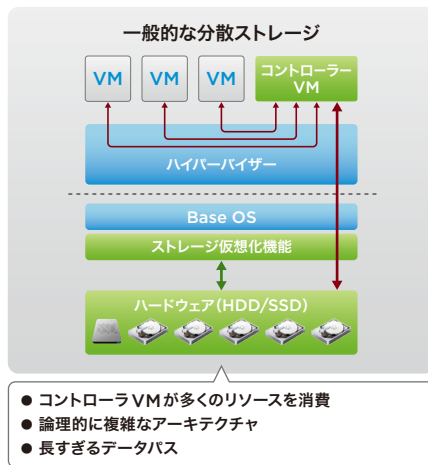 一般的な分散ストレージ
VM VM VM コントローラー
VM
ハイパーバイザー
Base OS
ストレージ仮想化機能
ハードウェア(HDD/SSD)
● コントローラVMが多くのリソースを消費
● 論理的に複雑なアーキテクチャ
● 長すぎるデータパス